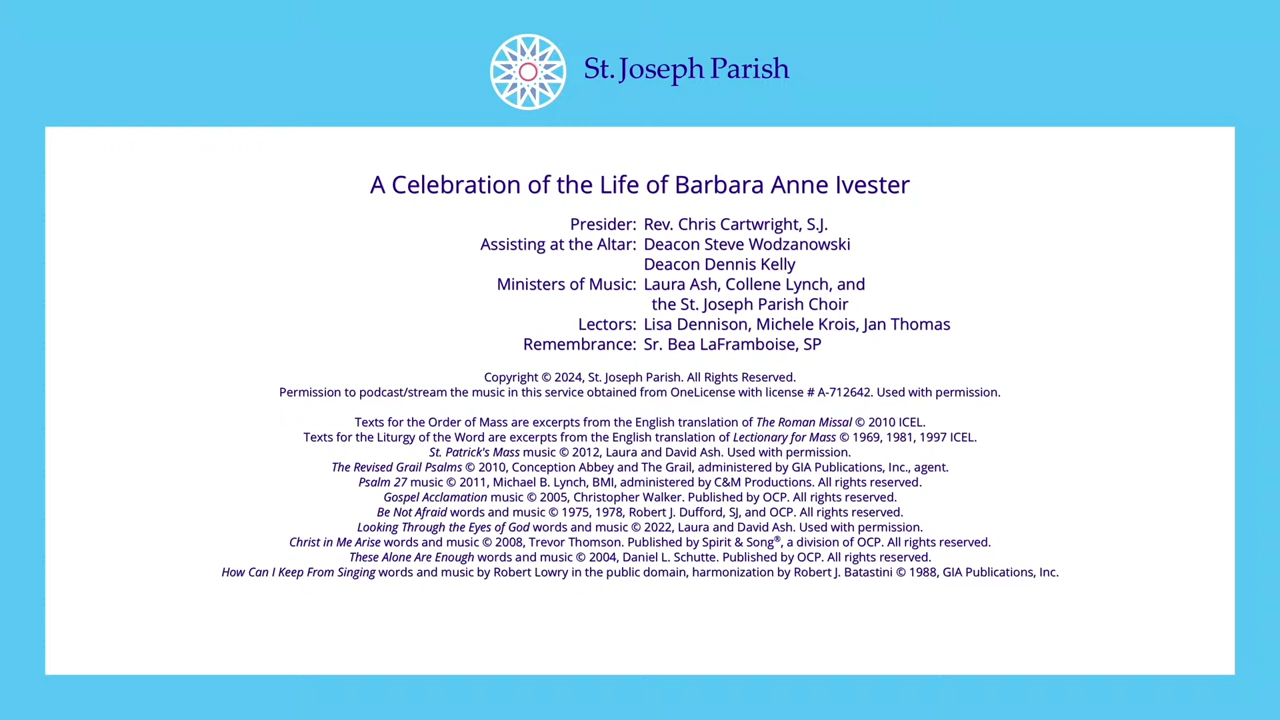 St. Joseph Parish
A Celebration of the Life of Barbara Anne Ivester
Presider: Rev. Chris Cartwright, S.J.
Assisting at the Altar: Deacon Steve Wodzanowski
Deacon Dennis Kelly
Ministers of Music: Laura Ash, Collene Lynch, and
the St. Joseph Parish Choir
Lectors: Lisa Dennison, Michele Krois, Jan Thomas
Remembrance: Sr. Bea LaFramboise, SP
Copyright © 2024, St. Joseph Parish. All Rights Reserved.
Permission to podcast/stream the music in this service obtained from OneLicense with license # A-712642. Used with permission.
Texts for the Order of Mass are excerpts from the English translation of The Roman Missal © 2010 ICEL.
Texts for the Liturgy of the Word are excerpts from the English translation of Lectionary for Mass © 1969, 1981, 1997 ICEL.
St. Patrick's Mass music © 2012, Laura and David Ash. Used with permission.
The Revised Grail Psalms © 2010, Conception Abbey and The Grail, administered by GIA Publications, Inc., agent.
Psalm 27 music © 2011, Michael B. Lynch, BMI, administered by C&M Productions. All rights reserved.
Gospel Acclamation music © 2005, Christopher Walker. Published by OCP. All rights reserved.
Be Not Afraid words and music © 1975, 1978, Robert J. Dufford, SJ, and OCP. All rights reserved.
Looking Through the Eyes of God words and music © 2022, Laura and David Ash. Used with permission.
Christ in Me Arise words and music © 2008, Trevor Thomson. Published by Spirit & Song®, a division of OCP. All rights reserved.
These Alone Are Enough words and music © 2004, Daniel L. Schutte. Published by OCP. All rights reserved.
How Can I Keep From Singing words and music by Robert Lowry in the public domain, harmonization by Robert J. Batastini © 1988, GIA Publications, Inc.